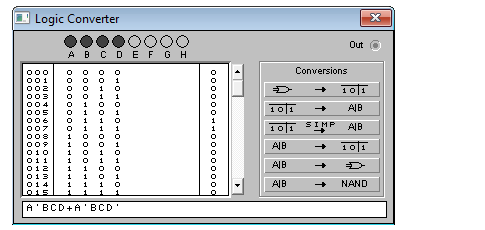 Logic Converter
A B C D E F G H
Out
000 0 0 0 0 0
001 0 0 0 1 0
002 0 0 1 0 0
003 0 0 1 1 0
004 0 1 0 0 0
005 0 1 0 1 0
006 0 1 1 0 1
007 0 1 1 1 1
008 1 0 0 0 0
009 1 0 0 1 0
010 1 0 1 0 0
011 1 0 1 1 0
012 1 1 0 0 0
013 1 1 0 1 0
014 1 1 1 0 0
015 1 1 1 1 0
Conversions
→ 1 0 1
1 0 1 → A|B
1 0 1 SIMP → A|B
A|B → 1 0 1
A|B →
A|B → NAND
A'BCD+A'BCD'